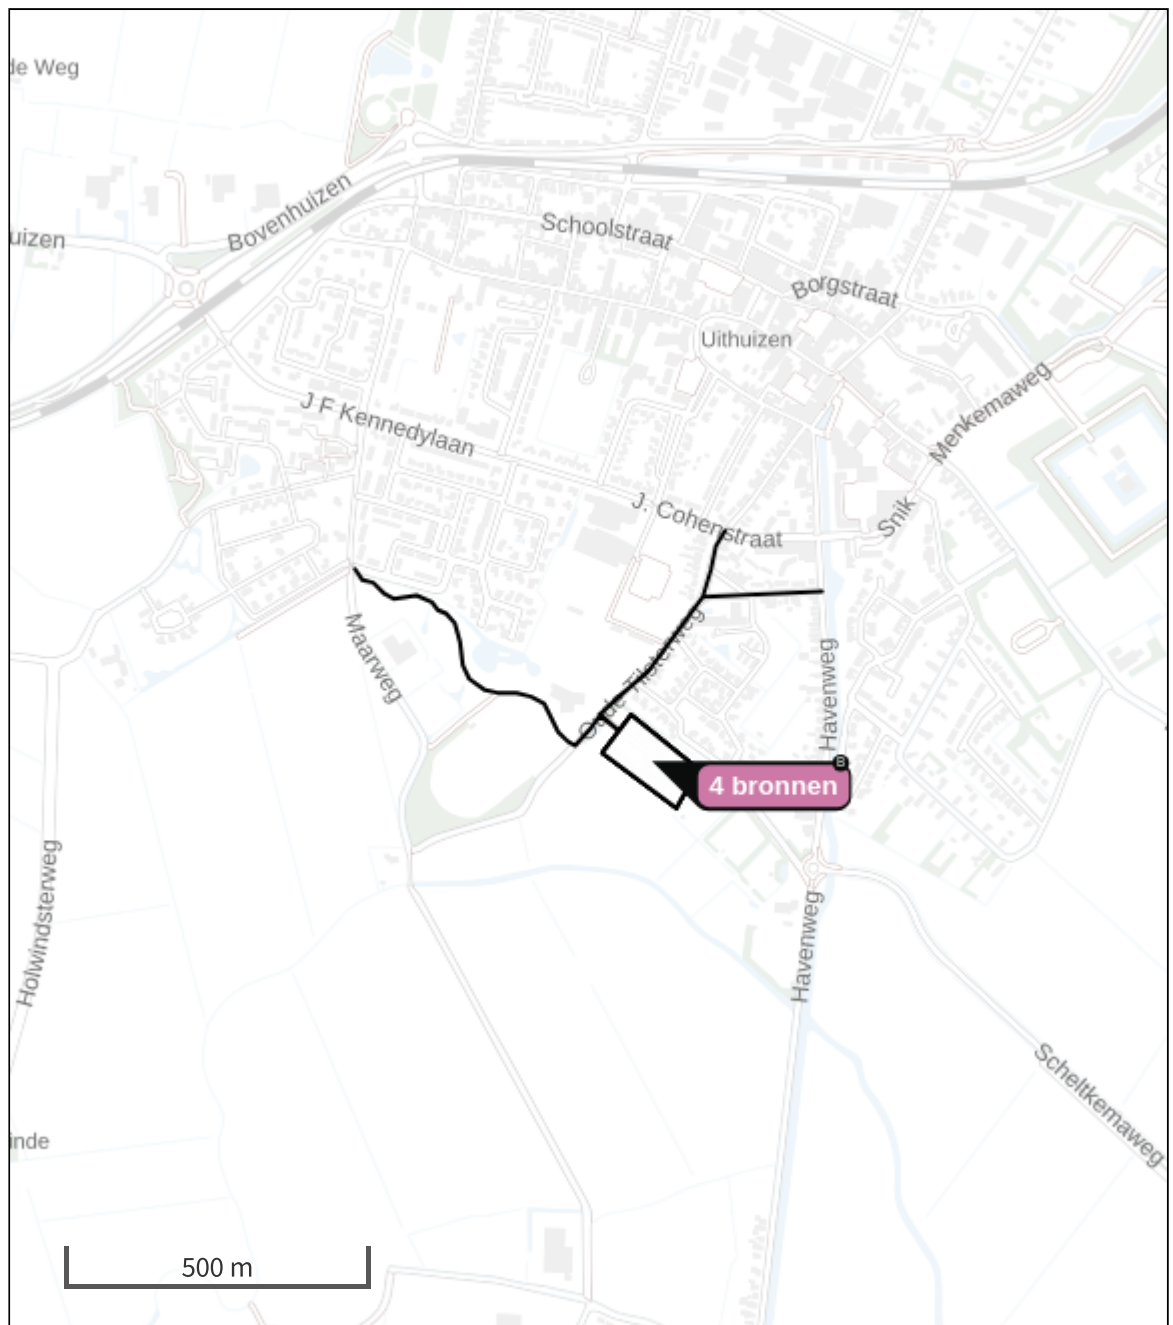 de Weg
Bovenhuizen
uizen
Schoolstraat
Borgstraat
Uithuizen
Menkemaweg
J F Kennedylaan
J. Cohenstraat
Snik
Maarweg
Oude Tilsterweg
Havenweg
B
4 bronnen
Holwindsterweg
Havenweg
Scheltkemaweg
inde
500 m